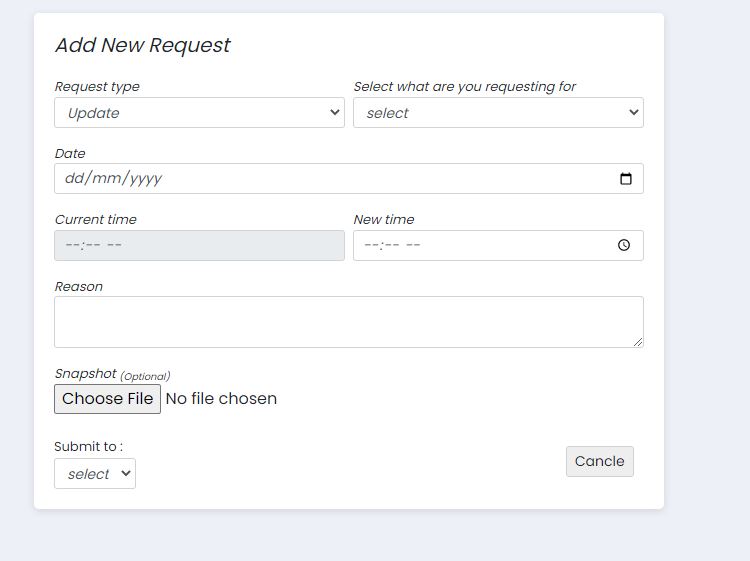 Add New Request
Request type Select what are you requesting for
Update select
Date
dd/mm/yyyy
Current time New time
--:-- -- --:-- --
Reason
Snapshot (Optional)
Choose File No file chosen
Submit to :
select Cancle